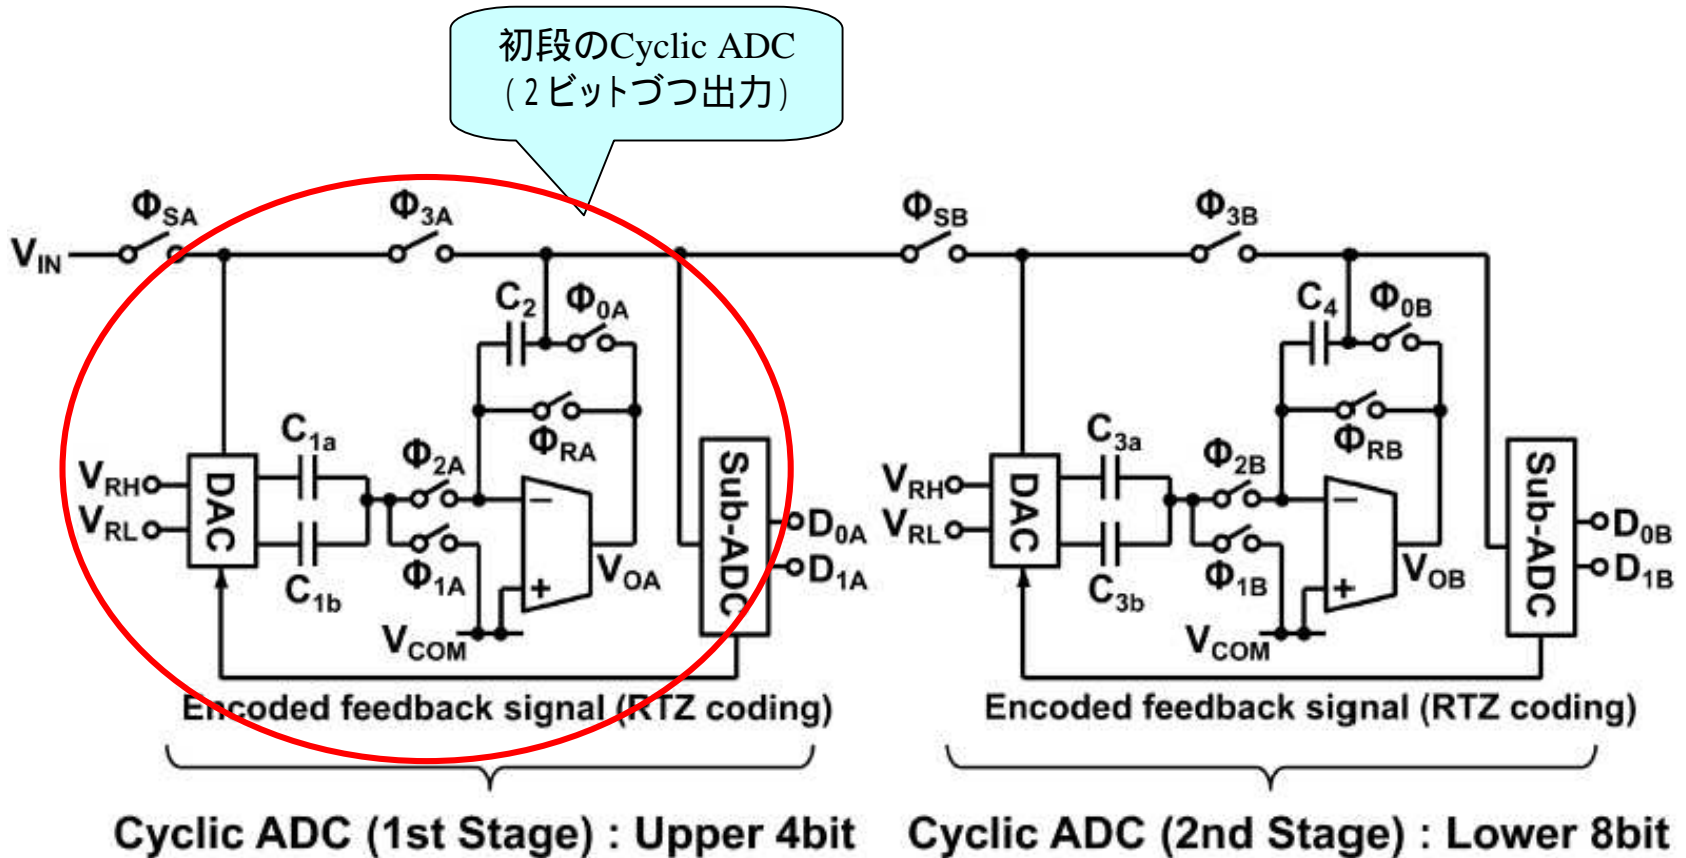 初段のCyclic ADC
(2ビットづつ出力)
ΦSA
Φ3A
ΦSB
Φ3B
VIN
C2
Φ0A
C4
Φ0B
C1a
Φ2A
ΦRA
C3a
Φ2B
ΦRB
VRH
VRL
DAC
Sub-ADC
D0A
D1A
VRH
VRL
DAC
Sub-ADC
D0B
D1B
C1b
Φ1A
VOA
C3b
Φ1B
VOB
VCOM
VCOM
Encoded feedback signal (RTZ coding)
Encoded feedback signal (RTZ coding)
Cyclic ADC (1st Stage) : Upper 4bit
Cyclic ADC (2nd Stage) : Lower 8bit